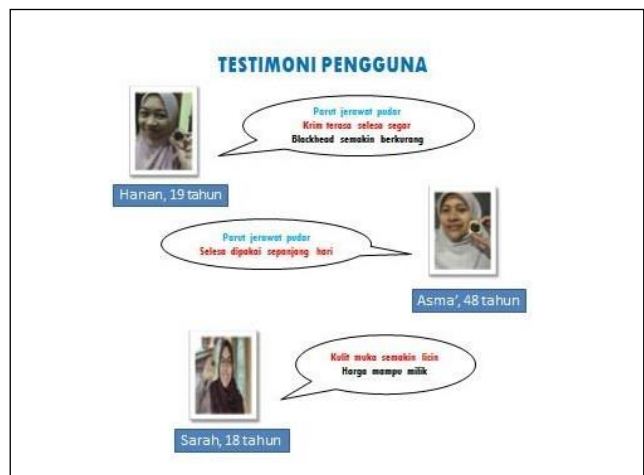 TESTIMONI PENGGUNA
Parut jerawat pudar
Krim terasa selesa segar
Blackhead semakin berkurang
Hanan, 19 tahun
Parut jerawat pudar
Selesa dipakai sepanjang hari
Asma', 48 tahun
Kulit muka semakin licin
Harga mampu milik
Sarah, 18 tahun